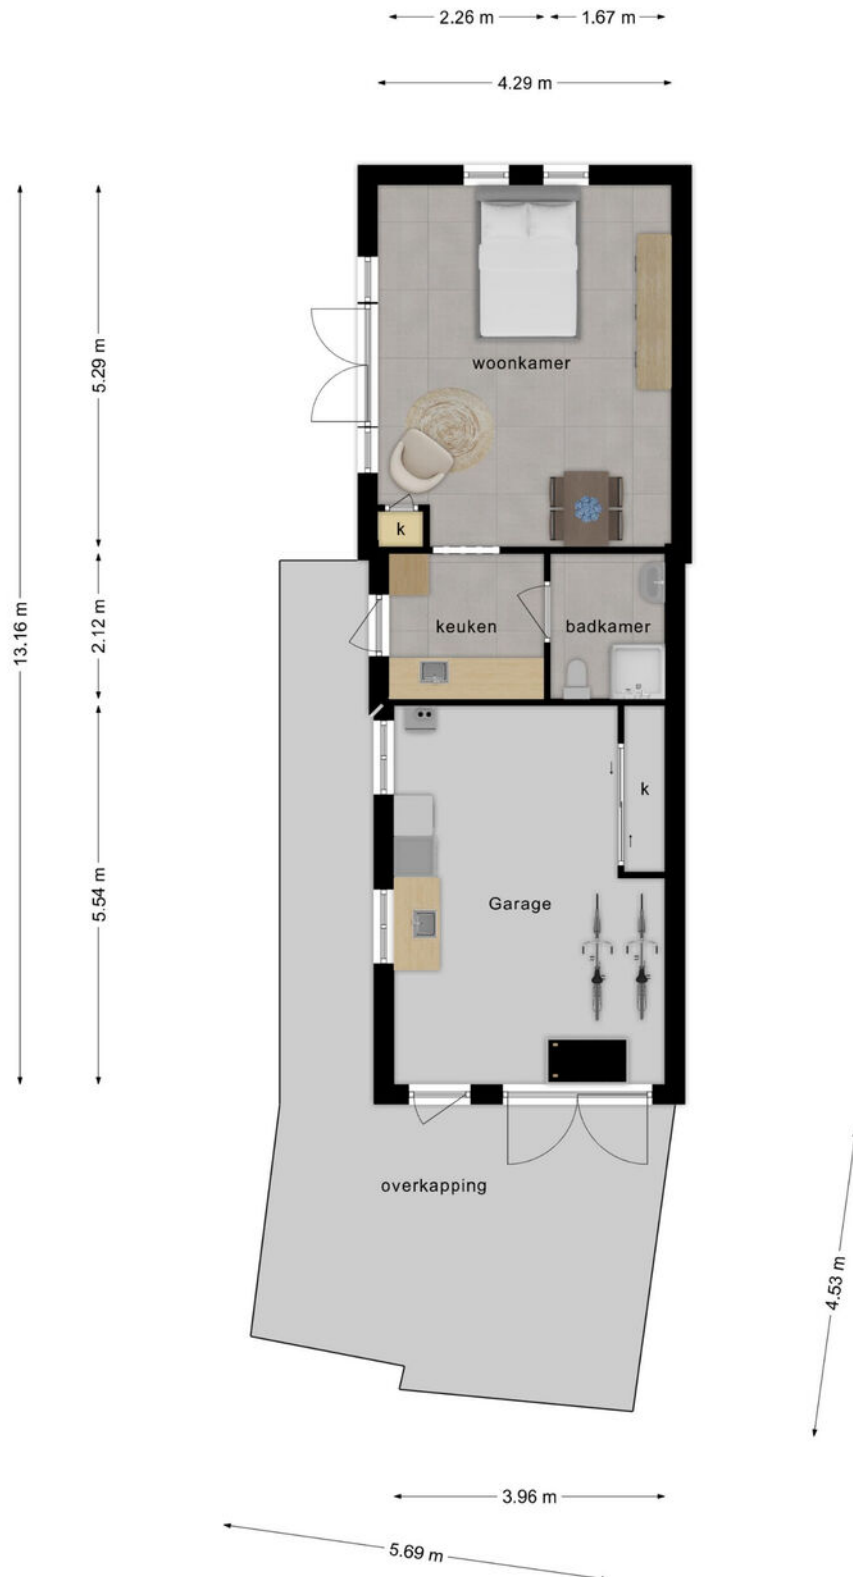 2.26 m 1.67 m
4.29 m
5.29 m
woonkamer
k
13.16 m
2.12 m
keuken badkamer
k
5.54 m
Garage
overkapping
4.53 m
3.96 m
5.69 m